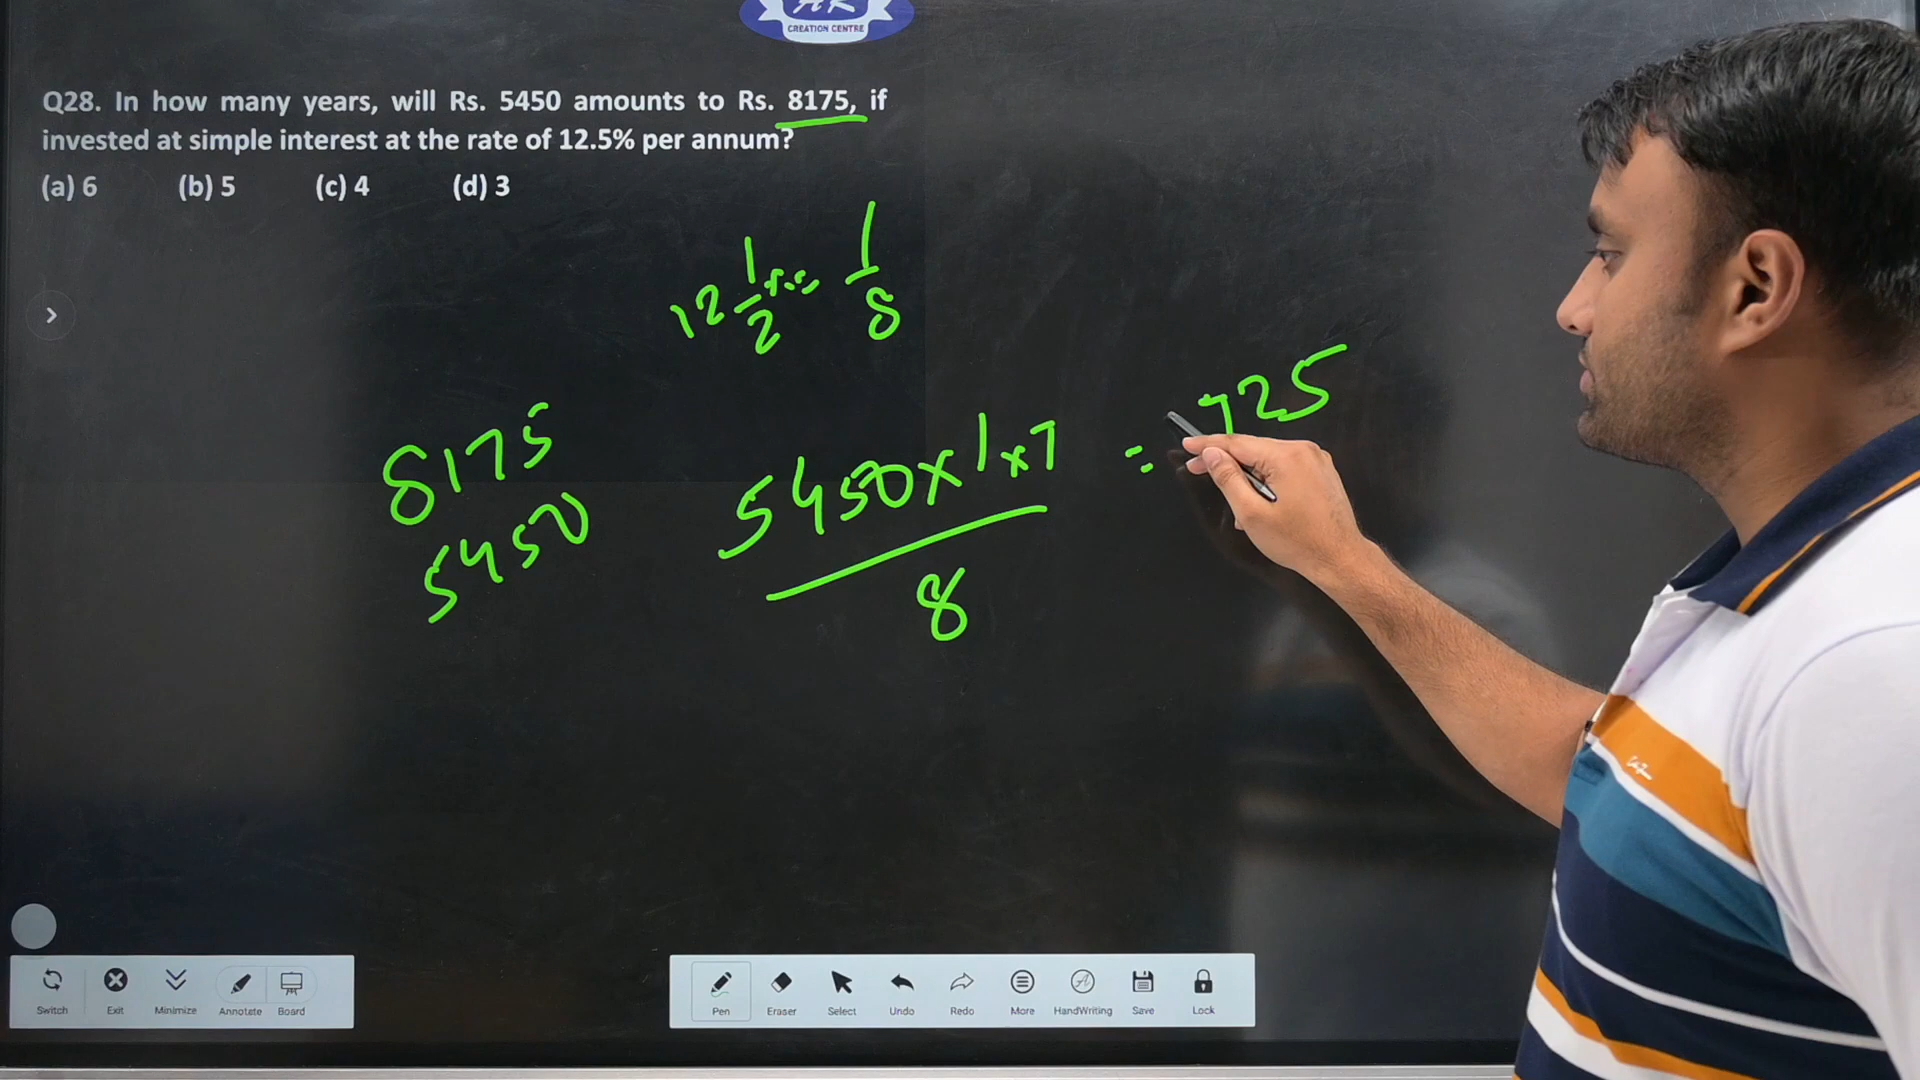 AK
CREATION CENTRE
Q28. In how many years, will Rs. 5450 amounts to Rs. 8175, if
invested at simple interest at the rate of 12.5% per annum?
(a) 6 (b) 5 (c) 4 (d) 3
12 1/2 % = 1/8
8175
5450
5450 × 1 × T
8
= 725
Switch Exit Minimize Annotate Board
Pen Eraser Select Undo Redo More HandWriting Save Lock